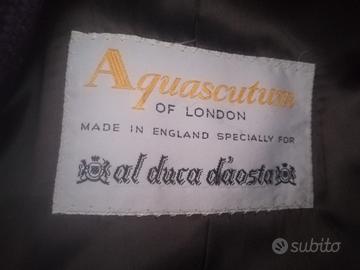 Aquascutum
OF LONDON
MADE IN ENGLAND SPECIALLY FOR
al duca d'aosta
subito